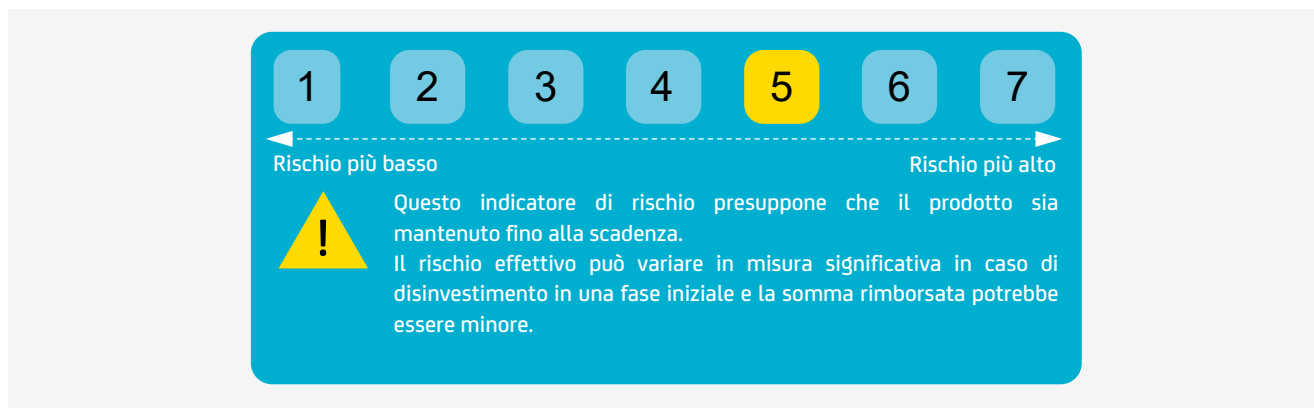 1 2 3 4 5 6 7
Rischio più basso Rischio più alto
! Questo indicatore di rischio presuppone che il prodotto sia
mantenuto fino alla scadenza.
Il rischio effettivo può variare in misura significativa in caso di
disinvestimento in una fase iniziale e la somma rimborsata potrebbe
essere minore.